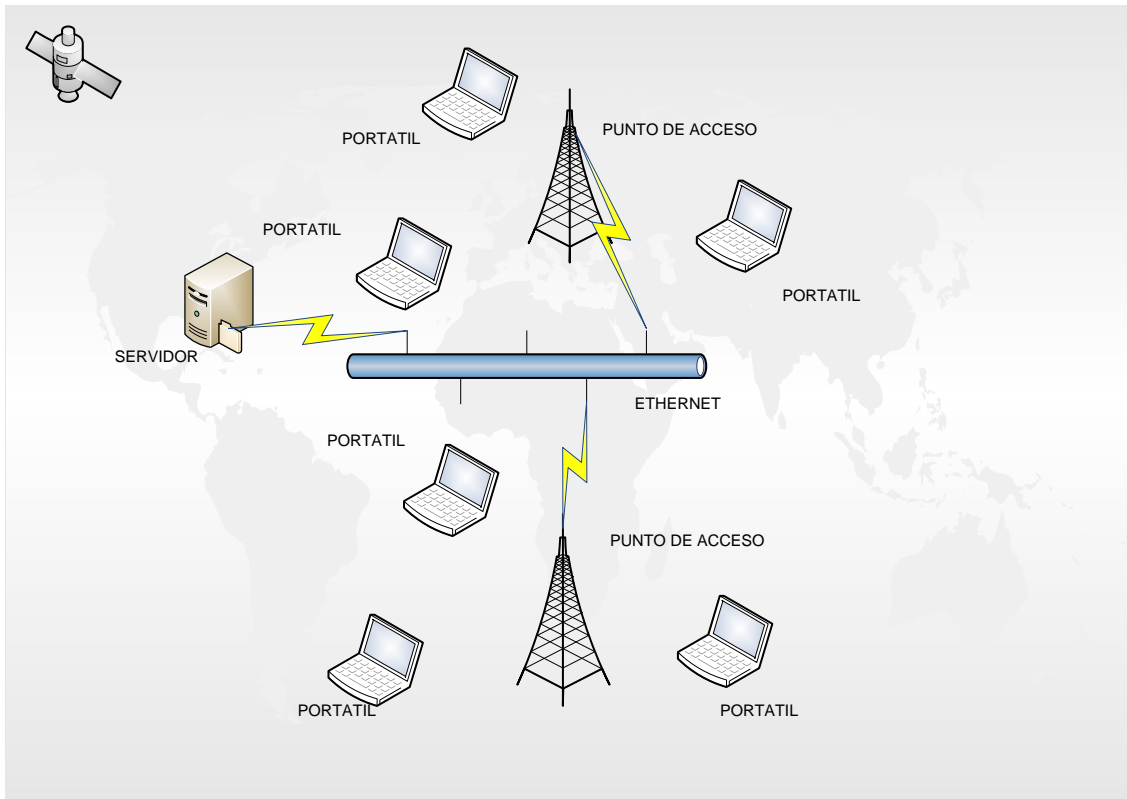 PUNTO DE ACCESO
PORTATIL
PORTATIL
PORTATIL
SERVIDOR
ETHERNET
PORTATIL
PUNTO DE ACCESO
PORTATIL
PORTATIL